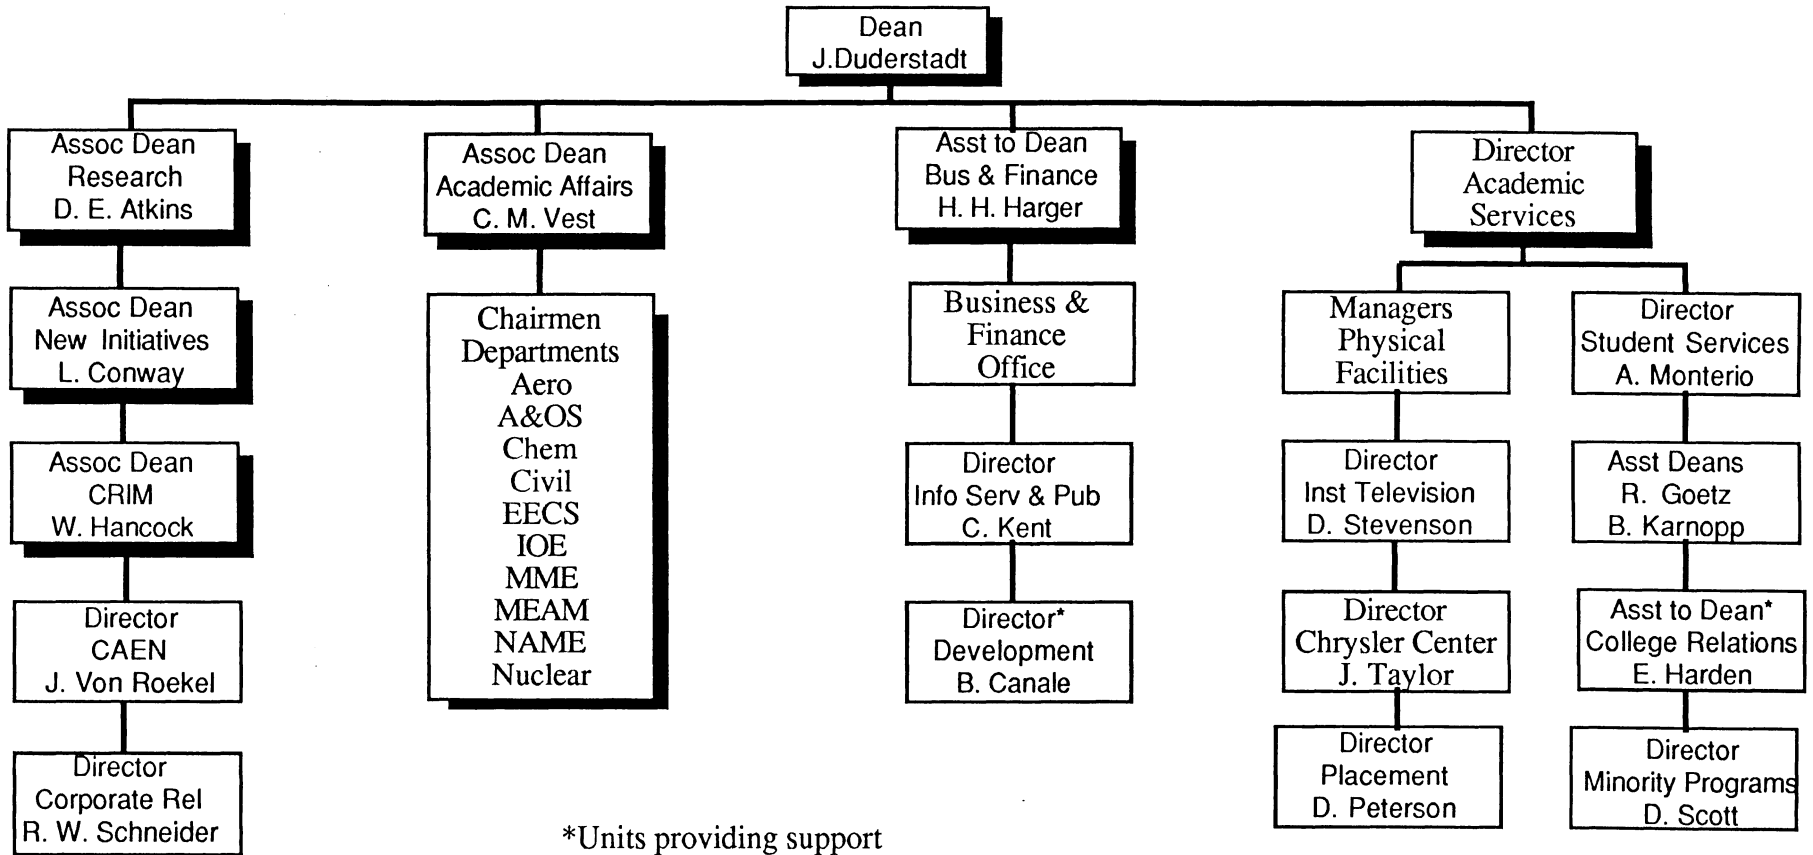 Dean
J.Duderstadt
Assoc Dean
Research
D. E. Atkins
Assoc Dean
New Initiatives
L. Conway
Assoc Dean
CRIM
W. Hancock
Director
CAEN
J. Von Roekel
Director
Corporate Rel
R. W. Schneider
Assoc Dean
Academic Affairs
C. M. Vest
Chairmen
Departments
Aero
A&OS
Chem
Civil
EECS
IOE
MME
MEAM
NAME
Nuclear
Asst to Dean
Bus & Finance
H. H. Harger
Business &
Finance
Office
Director
Info Serv & Pub
C. Kent
Director*
Development
B. Canale
Director
Academic
Services
Managers
Physical
Facilities
Director
Inst Television
D. Stevenson
Director
Chrysler Center
J. Taylor
Director
Placement
D. Peterson
Director
Student Services
A. Monterio
Asst Deans
R. Goetz
B. Karnopp
Asst to Dean*
College Relations
E. Harden
Director
Minority Programs
D. Scott
*Units providing support